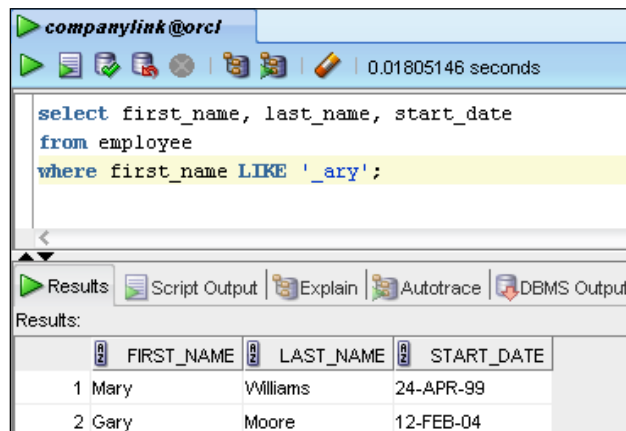 companylink@orcl
0.01805146 seconds
select first_name, last_name, start_date
from employee
where first_name LIKE '_ary';
Results Script Output Explain Autotrace DBMS Output
Results:
FIRST_NAME LAST_NAME START_DATE
1 Mary Williams 24-APR-99
2 Gary Moore 12-FEB-04